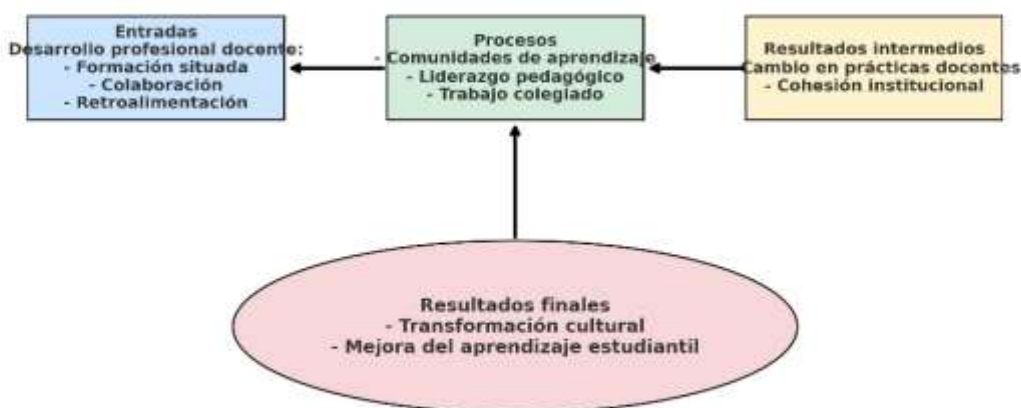 Entradas
Desarrollo profesional docente:
- Formación situada
- Colaboración
- Retroalimentación
Procesos
- Comunidades de aprendizaje
- Liderazgo pedagógico
- Trabajo colegiado
Resultados intermedios
Cambio en prácticas docentes
- Cohesión institucional
Resultados finales
- Transformación cultural
- Mejora del aprendizaje estudiantil